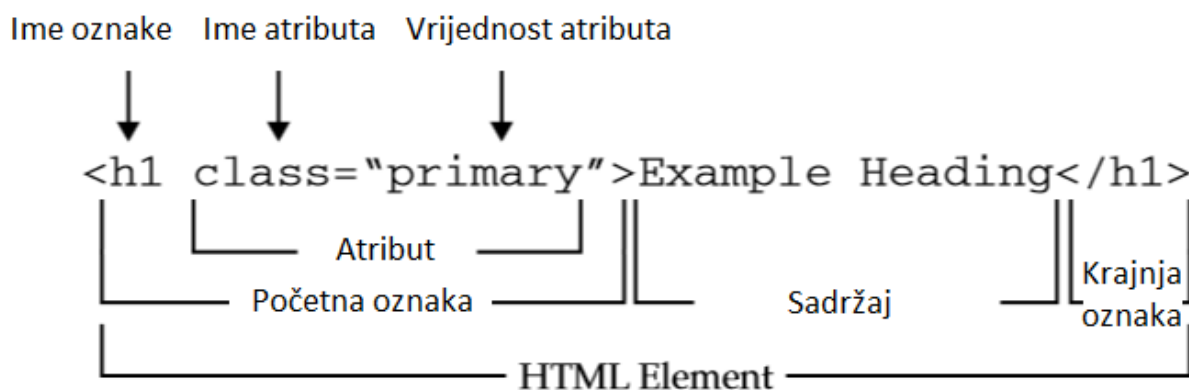 Ime oznake Ime atributa Vrijednost atributa
<h1 class=“primary”>Example Heading</h1>
Atribut
Početna oznaka Sadržaj Krajnja oznaka
HTML Element